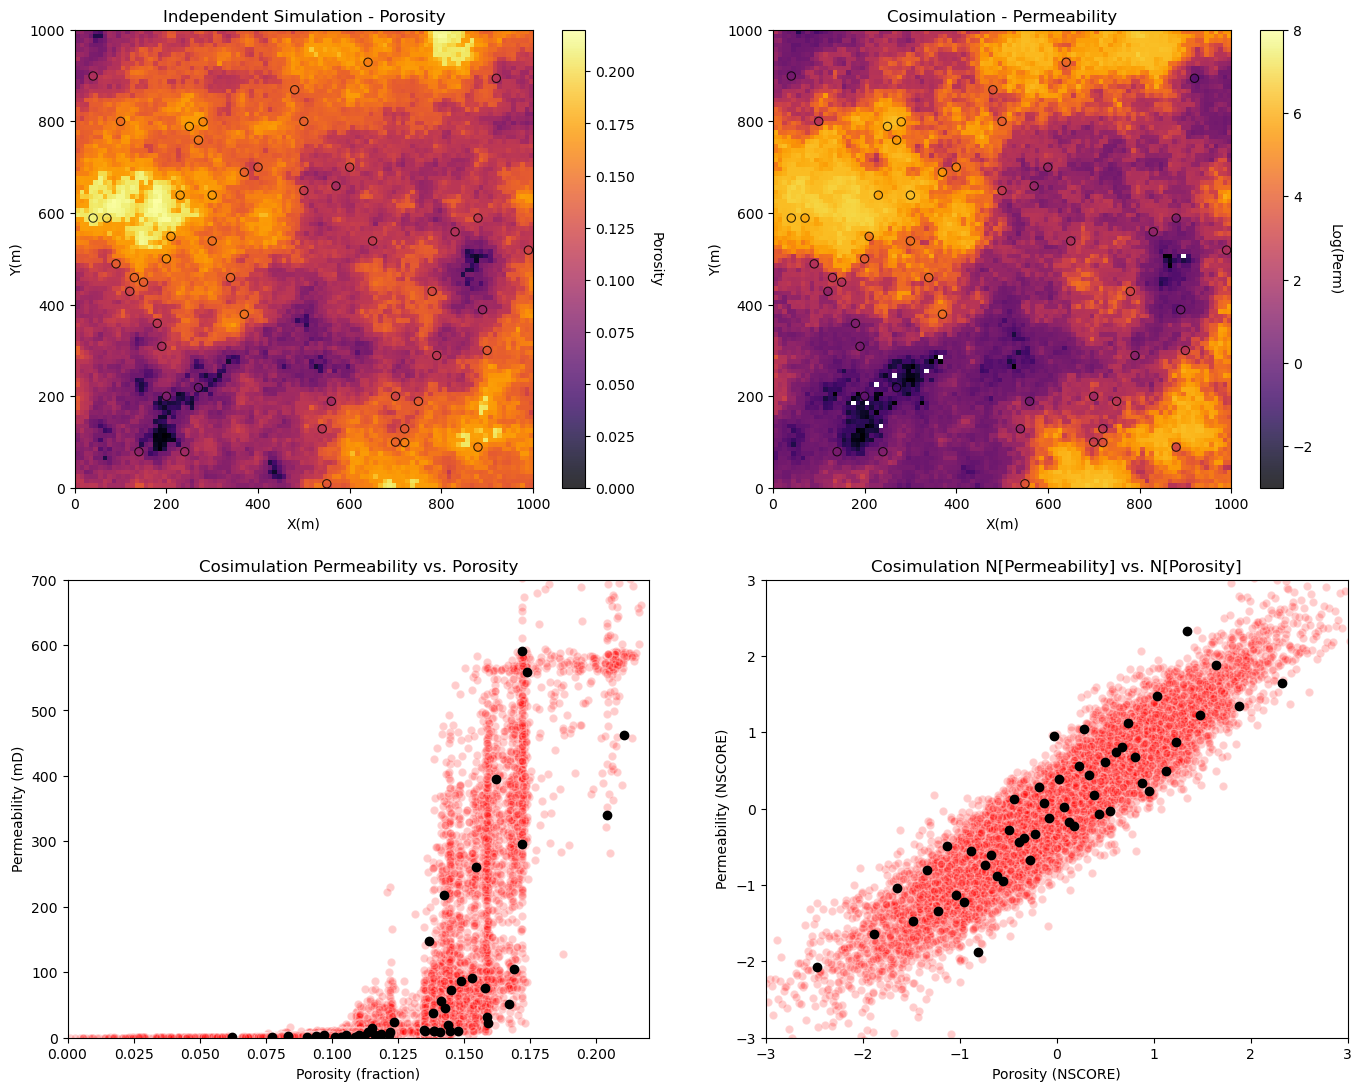 Independent Simulation - Porosity
1000
800
600
400
200
0
Y(m)
0 200 400 600 800 1000
X(m)
0.200
0.175
0.150
0.125
0.100
0.075
0.050
0.025
0.000
Porosity
Cosimulation - Permeability
1000
800
600
400
200
0
Y(m)
0 200 400 600 800 1000
X(m)
8
6
4
2
0
−2
Log(Perm)
Cosimulation Permeability vs. Porosity
700
600
500
400
300
200
100
0
Permeability (mD)
0.000 0.025 0.050 0.075 0.100 0.125 0.150 0.175 0.200
Porosity (fraction)
Cosimulation N[Permeability] vs. N[Porosity]
3
2
1
0
−1
−2
−3
Permeability (NSCORE)
−3 −2 −1 0 1 2 3
Porosity (NSCORE)